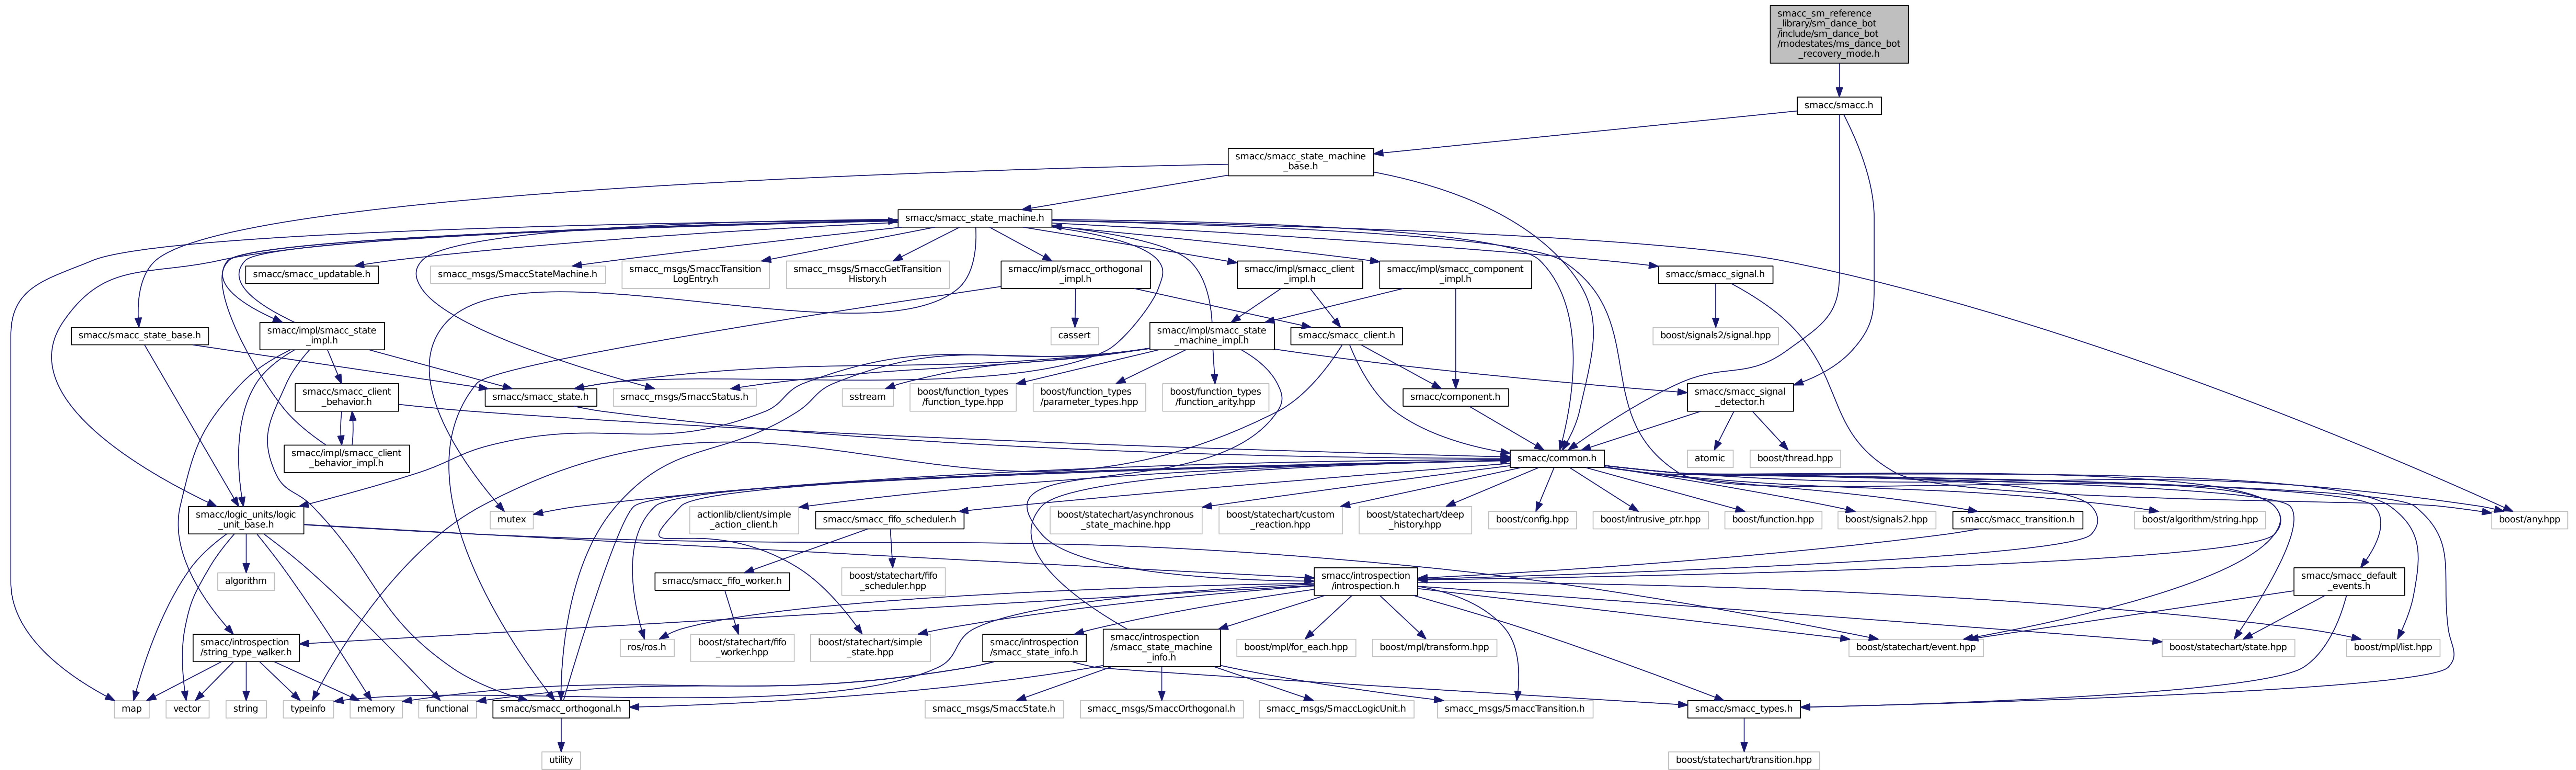 smacc_sm_reference
_library/sm_dance_bot
/include/sm_dance_bot
/modestates/ms_dance_bot
_recovery_mode.h
smacc/smacc.h
smacc/smacc_state_machine
_base.h
smacc/smacc_state_machine.h
smacc/smacc_updatable.h
smacc_msgs/SmaccStateMachine.h
smacc_msgs/SmaccTransition
LogEntry.h
smacc_msgs/SmaccGetTransition
History.h
smacc/impl/smacc_orthogonal
_impl.h
smacc/impl/smacc_client
_impl.h
smacc/impl/smacc_component
_impl.h
smacc/smacc_signal.h
smacc/smacc_state_base.h
smacc/impl/smacc_state
_impl.h
cassert
smacc/impl/smacc_state
_machine_impl.h
smacc/smacc_client.h
boost/signals2/signal.hpp
smacc/smacc_client
_behavior.h
smacc/smacc_state.h
smacc_msgs/SmaccStatus.h
sstream
boost/function_types
/function_type.hpp
boost/function_types
/parameter_types.hpp
boost/function_types
/function_arity.hpp
smacc/component.h
smacc/smacc_signal
_detector.h
smacc/impl/smacc_client
_behavior_impl.h
smacc/common.h
atomic
boost/thread.hpp
smacc/logic_units/logic
_unit_base.h
mutex
actionlib/client/simple
_action_client.h
smacc/smacc_fifo_scheduler.h
boost/statechart/asynchronous
_state_machine.hpp
boost/statechart/custom
_reaction.hpp
boost/statechart/deep
_history.hpp
boost/config.hpp
boost/intrusive_ptr.hpp
boost/function.hpp
boost/signals2.hpp
smacc/smacc_transition.h
boost/algorithm/string.hpp
boost/any.hpp
algorithm
smacc/smacc_fifo_worker.h
boost/statechart/fifo
_scheduler.hpp
smacc/introspection
/introspection.h
smacc/smacc_default
_events.h
smacc/introspection
/string_type_walker.h
ros/ros.h
boost/statechart/fifo
_worker.hpp
boost/statechart/simple
_state.hpp
smacc/introspection
/smacc_state_info.h
smacc/introspection
/smacc_state_machine
_info.h
boost/mpl/for_each.hpp
boost/mpl/transform.hpp
boost/statechart/event.hpp
boost/statechart/state.hpp
boost/mpl/list.hpp
map
vector
string
typeinfo
memory
functional
smacc/smacc_orthogonal.h
smacc_msgs/SmaccState.h
smacc_msgs/SmaccOrthogonal.h
smacc_msgs/SmaccLogicUnit.h
smacc_msgs/SmaccTransition.h
smacc/smacc_types.h
utility
boost/statechart/transition.hpp